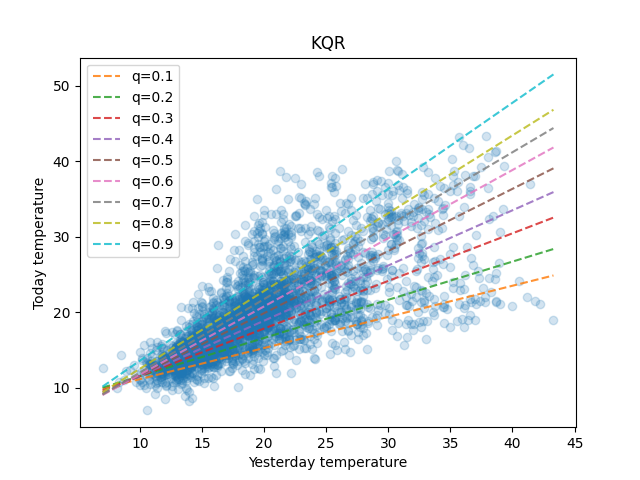 KQR
q=0.1
q=0.2
q=0.3
q=0.4
q=0.5
q=0.6
q=0.7
q=0.8
q=0.9
50
40
30
20
10
Today temperature
10 15 20 25 30 35 40 45
Yesterday temperature